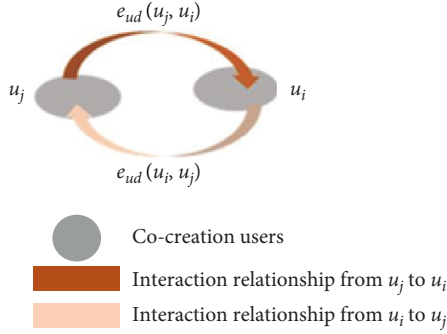 e_ud (u_j, u_i)
u_j
u_i
e_ud (u_i, u_j)
Co-creation users
Interaction relationship from u_j to u_i
Interaction relationship from u_i to u_j